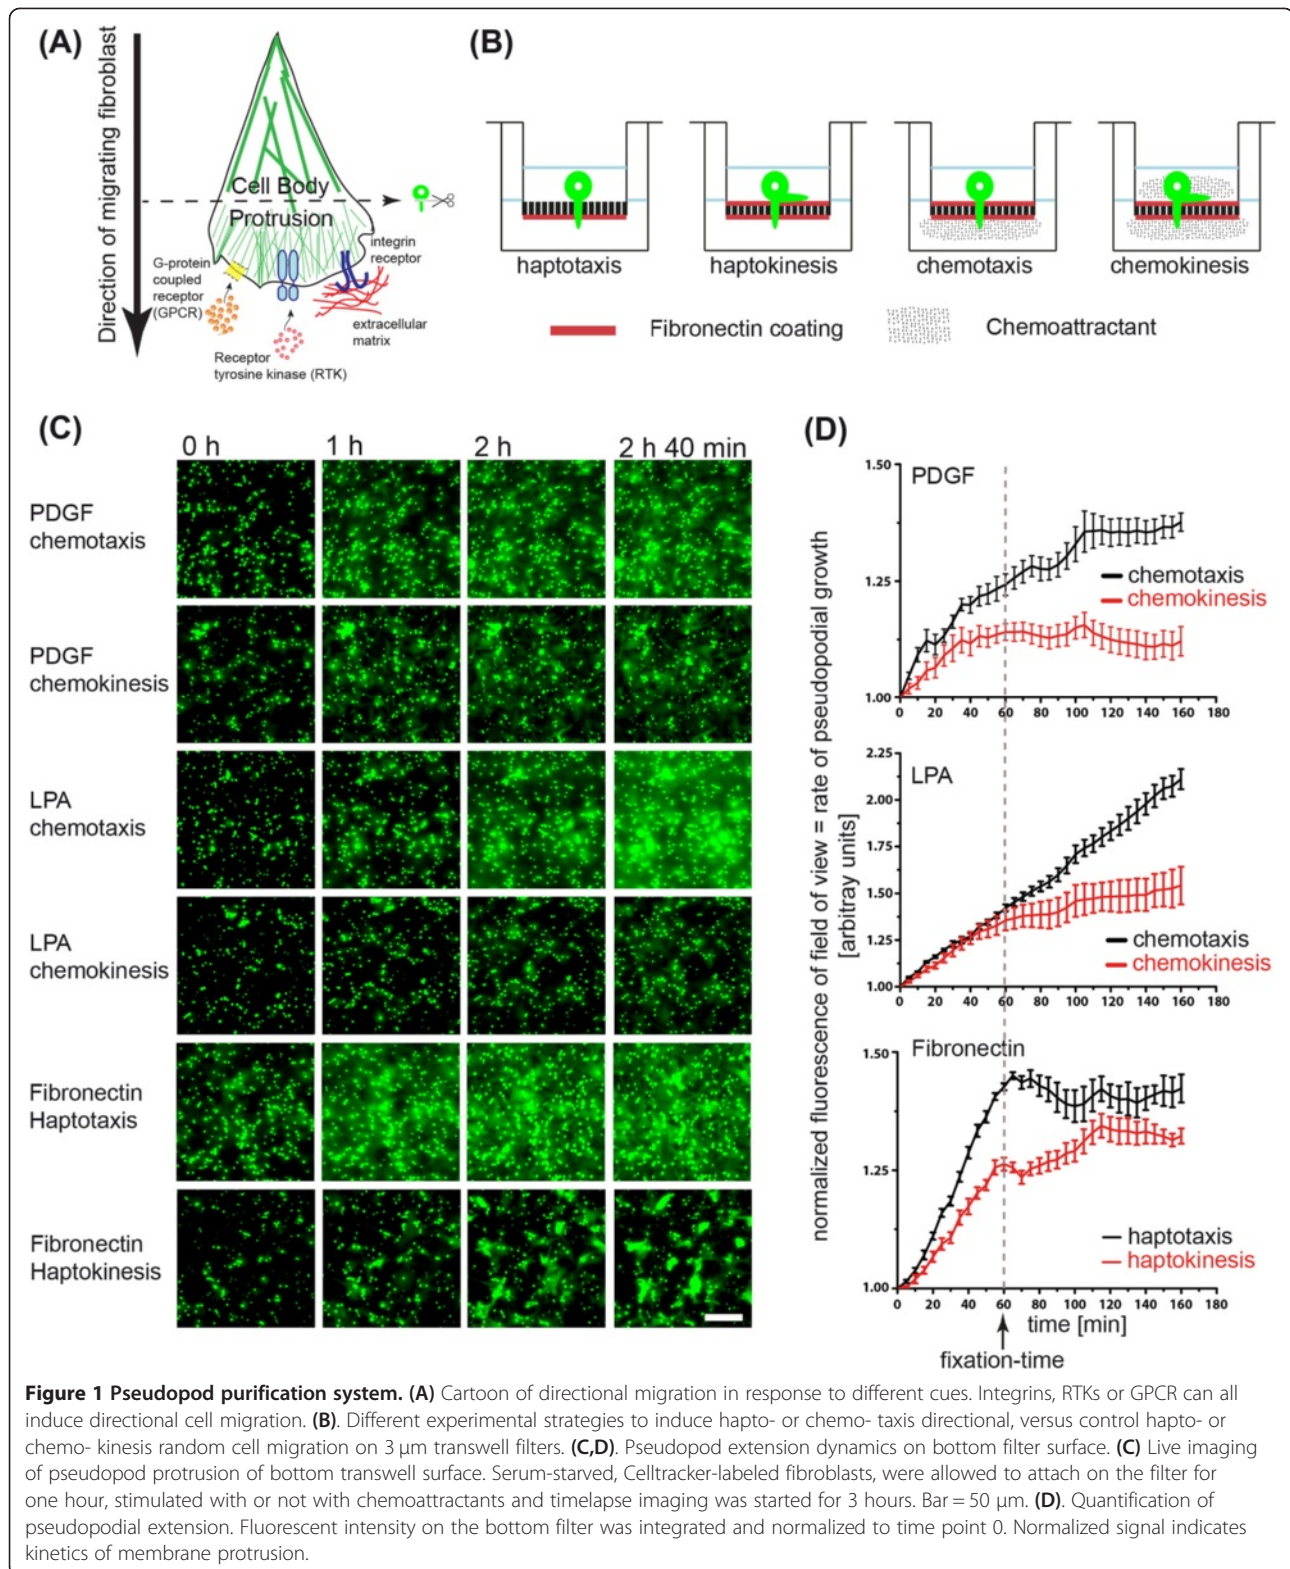 (A)
Direction of migrating fibroblast
Cell Body
Protrusion
G-protein
coupled
receptor
(GPCR)
integrin
receptor
extracellular
matrix
Receptor
tyrosine kinase (RTK)
(B)
haptotaxis
haptokinesis
chemotaxis
chemokinesis
Fibronectin coating
Chemoattractant
(C)
0 h
1 h
2 h
2 h 40 min
PDGF
chemotaxis
PDGF
chemokinesis
LPA
chemotaxis
LPA
chemokinesis
Fibronectin
Haptotaxis
Fibronectin
Haptokinesis
(D)
normalized fluorescence of field of view = rate of pseudopodial growth
[arbitray units]
PDGF
1.50
1.25
1.00
chemotaxis
chemokinesis
0 20 40 60 80 100 120 140 160 180
LPA
2.25
2.00
1.75
1.50
1.25
1.00
chemotaxis
chemokinesis
0 20 40 60 80 100 120 140 160 180
Fibronectin
1.50
1.25
1.00
haptotaxis
haptokinesis
0 20 40 60 80 100 120 140 160 180
time [min]
fixation-time
Figure 1 Pseudopod purification system. (A) Cartoon of directional migration in response to different cues. Integrins, RTKs or GPCR can all
induce directional cell migration. (B). Different experimental strategies to induce hapto- or chemo- taxis directional, versus control hapto- or
chemo- kinesis random cell migration on 3 μm transwell filters. (C,D). Pseudopod extension dynamics on bottom filter surface. (C) Live imaging
of pseudopod protrusion of bottom transwell surface. Serum-starved, Celltracker-labeled fibroblasts, were allowed to attach on the filter for
one hour, stimulated with or not with chemoattractants and timelapse imaging was started for 3 hours. Bar = 50 μm. (D). Quantification of
pseudopodial extension. Fluorescent intensity on the bottom filter was integrated and normalized to time point 0. Normalized signal indicates
kinetics of membrane protrusion.